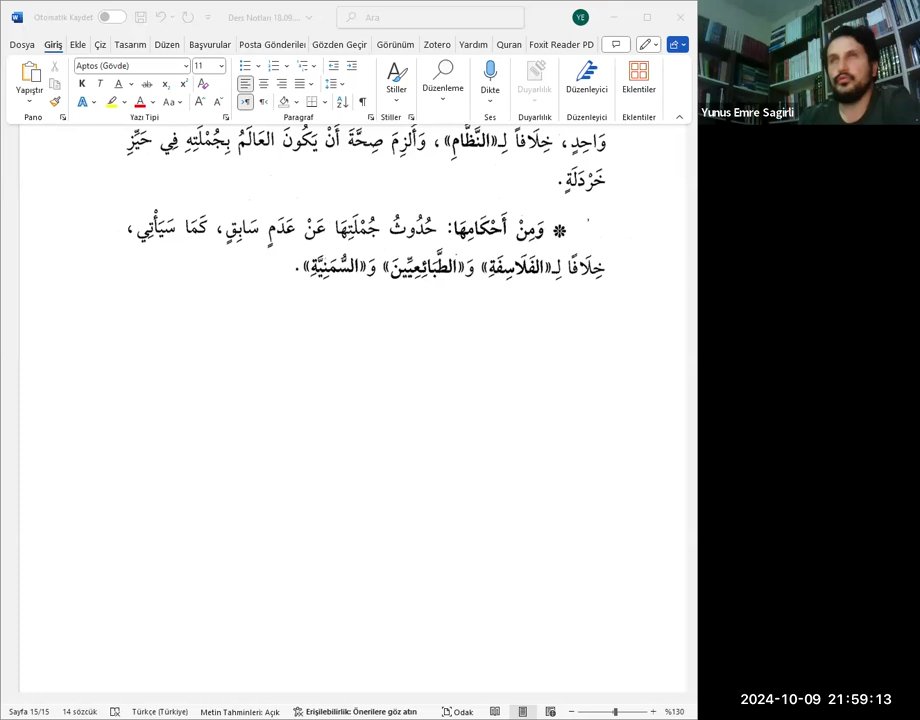 Otomatik Kaydet
Ders Notları 18.09....
Ara
YE
Dosya Giriş Ekle Çiz Tasarım Düzen Başvurular Posta Gönderileri Gözden Geçir Görünüm Zotero Yardım Quran Foxit Reader PD
Aptos (Gövde) 11
Yapıştır
K T A ab x₂ x²
Stiller Düzenleme Dikte Duyarlılık Düzenleyici Eklentiler
Pano Yazı Tipi Paragraf Stiller Ses Duyarlılık Düzenleyici Eklentiler
Yunus Emre Sagirli
وَاحِدٍ، خِلَافاً لِـ«النَّظَّامِ»، وَأُلْزِمَ صِحَّةَ أَنْ يَكُونَ العَالَمُ بِجُمْلَتِهِ فِي حَيِّزِ
خَرْدَلَةٍ.
❊ وَمِنْ أَحْكَامِهَا: حُدُوثُ جُمْلَتِهَا عَنْ عَدَمٍ سَابِقٍ، كَمَا سَيَأْتِي،
خِلَافًا لِـ«الفَلَاسِفَةِ» وَ«الطَّبَائِعِيِّينَ» وَ«السُّمَنِيَّةِ».
2024-10-09 21:59:13
Sayfa 15/15 14 sözcük Türkçe (Türkiye) Metin Tahminleri: Açık Erişilebilirlik: Önerilere göz atın Odak %130